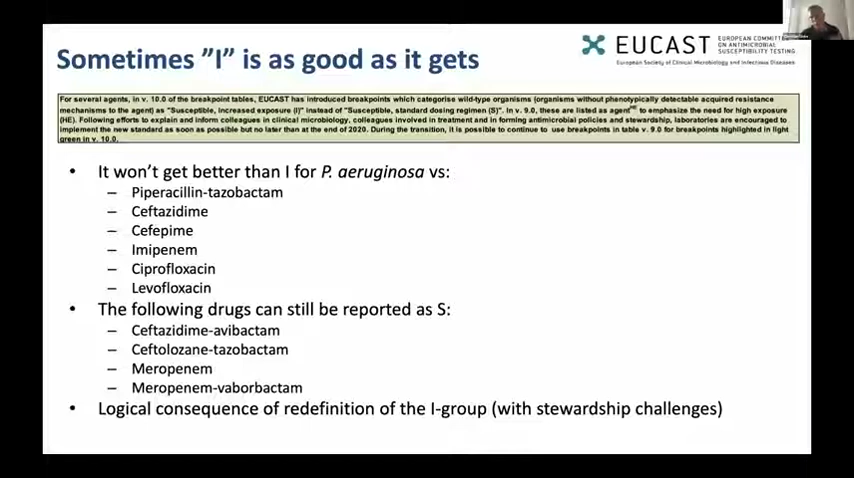 Sometimes ”I” is as good as it gets
EUCAST
EUROPEAN COMMITTEE
ON ANTIMICROBIAL
SUSCEPTIBILITY TESTING
European Society of Clinical Microbiology and Infectious Diseases
For several agents, in v. 10.0 of the breakpoint tables, EUCAST has introduced breakpoints which categorise wild-type organisms (organisms without phenotypically detectable acquired resistance
mechanisms to the agent) as "Susceptible, increased exposure (I)" instead of "Susceptible, standard dosing regimen (S)". In v. 9.0, these are listed as agentHE to emphasize the need for high exposure
(HE). Following efforts to explain and inform colleagues in clinical microbiology, colleagues involved in treatment and in forming antimicrobial policies and stewardship, laboratories are encouraged to
implement the new standard as soon as possible but no later than at the end of 2020. During the transition, it is possible to continue to use breakpoints in table v. 9.0 for breakpoints highlighted in light
green in v. 10.0.
• It won’t get better than I for P. aeruginosa vs:
– Piperacillin-tazobactam
– Ceftazidime
– Cefepime
– Imipenem
– Ciprofloxacin
– Levofloxacin
• The following drugs can still be reported as S:
– Ceftazidime-avibactam
– Ceftolozane-tazobactam
– Meropenem
– Meropenem-vaborbactam
• Logical consequence of redefinition of the I-group (with stewardship challenges)